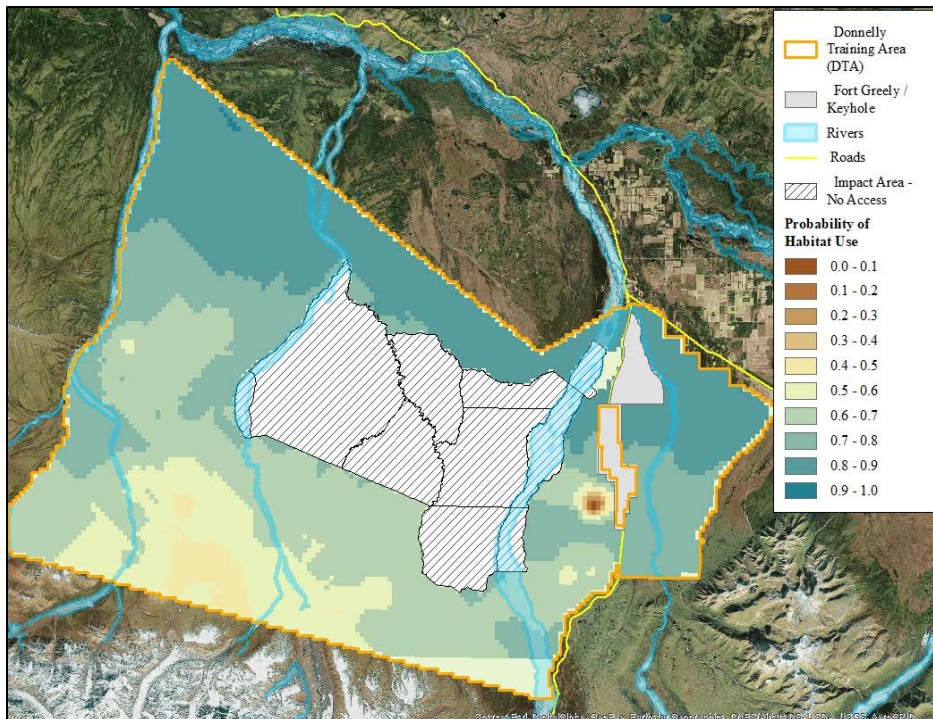 Donnelly
Training Area
(DTA)
Fort Greely /
Keyhole
Rivers
Roads
Impact Area -
No Access
Probability of
Habitat Use
0.0 - 0.1
0.1 - 0.2
0.2 - 0.3
0.3 - 0.4
0.4 - 0.5
0.5 - 0.6
0.6 - 0.7
0.7 - 0.8
0.8 - 0.9
0.9 - 1.0